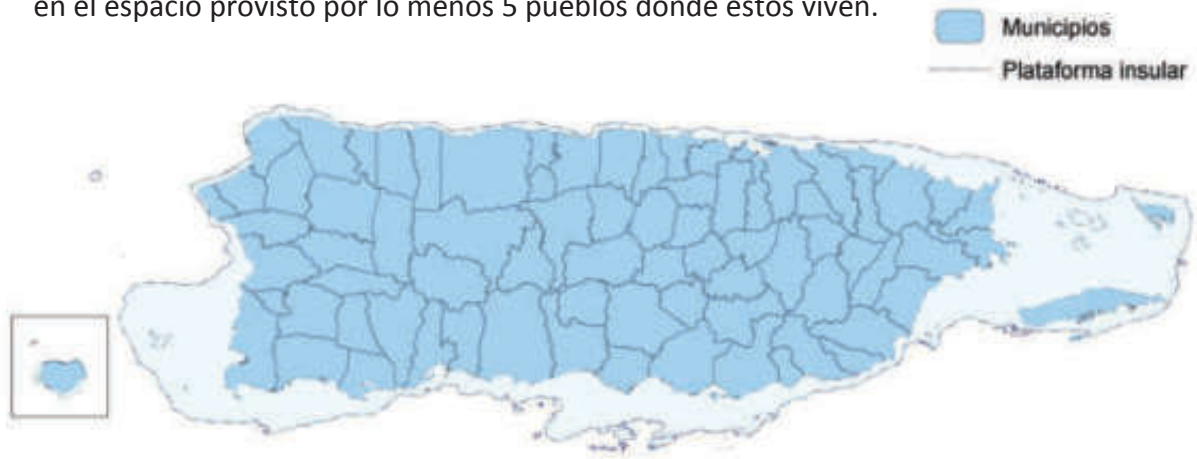 en el espacio provisto por lo menos 5 pueblos donde estos viven.
Municipios
Plataforma insular